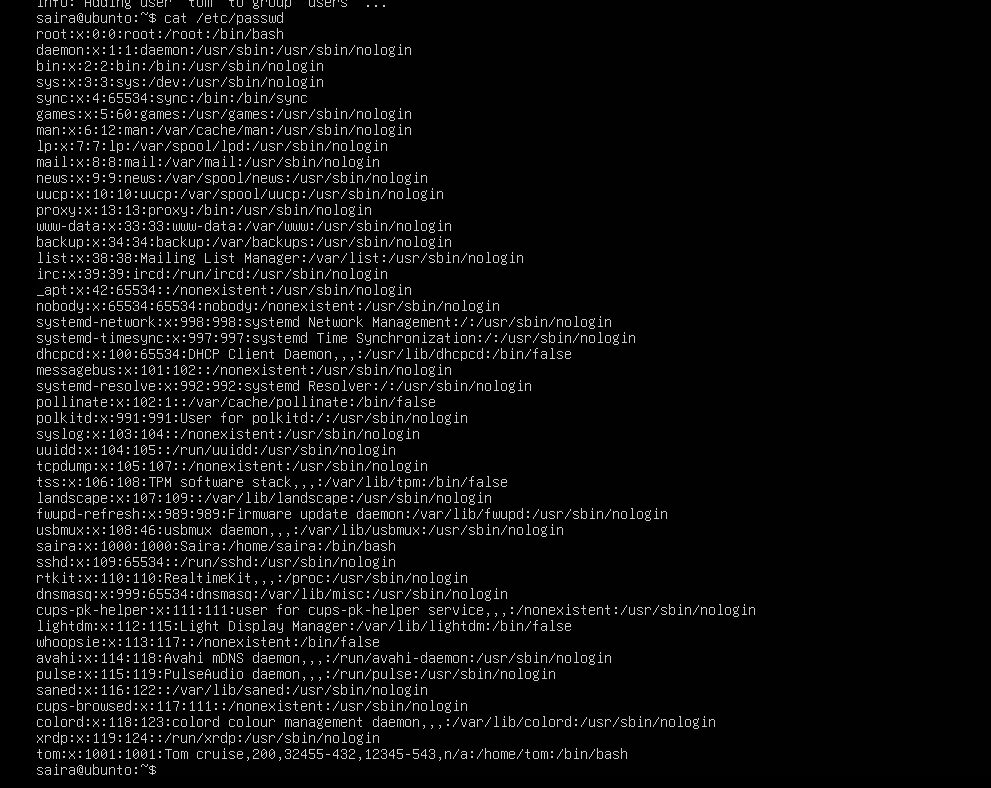 info: Adding user `tom' to group `users' ...
saira@ubunto:~$ cat /etc/passwd
root:x:0:0:root:/root:/bin/bash
daemon:x:1:1:daemon:/usr/sbin:/usr/sbin/nologin
bin:x:2:2:bin:/bin:/usr/sbin/nologin
sys:x:3:3:sys:/dev:/usr/sbin/nologin
sync:x:4:65534:sync:/bin:/bin/sync
games:x:5:60:games:/usr/games:/usr/sbin/nologin
man:x:6:12:man:/var/cache/man:/usr/sbin/nologin
lp:x:7:7:lp:/var/spool/lpd:/usr/sbin/nologin
mail:x:8:8:mail:/var/mail:/usr/sbin/nologin
news:x:9:9:news:/var/spool/news:/usr/sbin/nologin
uucp:x:10:10:uucp:/var/spool/uucp:/usr/sbin/nologin
proxy:x:13:13:proxy:/bin:/usr/sbin/nologin
www-data:x:33:33:www-data:/var/www:/usr/sbin/nologin
backup:x:34:34:backup:/var/backups:/usr/sbin/nologin
list:x:38:38:Mailing List Manager:/var/list:/usr/sbin/nologin
irc:x:39:39:ircd:/run/ircd:/usr/sbin/nologin
_apt:x:42:65534::/nonexistent:/usr/sbin/nologin
nobody:x:65534:65534:nobody:/nonexistent:/usr/sbin/nologin
systemd-network:x:998:998:systemd Network Management:/:/usr/sbin/nologin
systemd-timesync:x:997:997:systemd Time Synchronization:/:/usr/sbin/nologin
dhcpcd:x:100:65534:DHCP Client Daemon,,,:/usr/lib/dhcpcd:/bin/false
messagebus:x:101:102::/nonexistent:/usr/sbin/nologin
systemd-resolve:x:992:992:systemd Resolver:/:/usr/sbin/nologin
pollinate:x:102:1::/var/cache/pollinate:/bin/false
polkitd:x:991:991:User for polkitd:/:/usr/sbin/nologin
syslog:x:103:104::/nonexistent:/usr/sbin/nologin
uuidd:x:104:105::/run/uuidd:/usr/sbin/nologin
tcpdump:x:105:107::/nonexistent:/usr/sbin/nologin
tss:x:106:108:TPM software stack,,,:/var/lib/tpm:/bin/false
landscape:x:107:109::/var/lib/landscape:/usr/sbin/nologin
fwupd-refresh:x:989:989:Firmware update daemon:/var/lib/fwupd:/usr/sbin/nologin
usbmux:x:108:46:usbmux daemon,,,:/var/lib/usbmux:/usr/sbin/nologin
saira:x:1000:1000:Saira:/home/saira:/bin/bash
sshd:x:109:65534::/run/sshd:/usr/sbin/nologin
rtkit:x:110:110:RealtimeKit,,,:/proc:/usr/sbin/nologin
dnsmasq:x:999:65534:dnsmasq:/var/lib/misc:/usr/sbin/nologin
cups-pk-helper:x:111:111:user for cups-pk-helper service,,,:/nonexistent:/usr/sbin/nologin
lightdm:x:112:115:Light Display Manager:/var/lib/lightdm:/bin/false
whoopsie:x:113:117::/nonexistent:/bin/false
avahi:x:114:118:Avahi mDNS daemon,,,:/run/avahi-daemon:/usr/sbin/nologin
pulse:x:115:119:PulseAudio daemon,,,:/run/pulse:/usr/sbin/nologin
saned:x:116:122::/var/lib/saned:/usr/sbin/nologin
cups-browsed:x:117:111::/nonexistent:/usr/sbin/nologin
colord:x:118:123:colord colour management daemon,,,:/var/lib/colord:/usr/sbin/nologin
xrdp:x:119:124::/run/xrdp:/usr/sbin/nologin
tom:x:1001:1001:Tom cruise,200,32455-432,12345-543,n/a:/home/tom:/bin/bash
saira@ubunto:~$